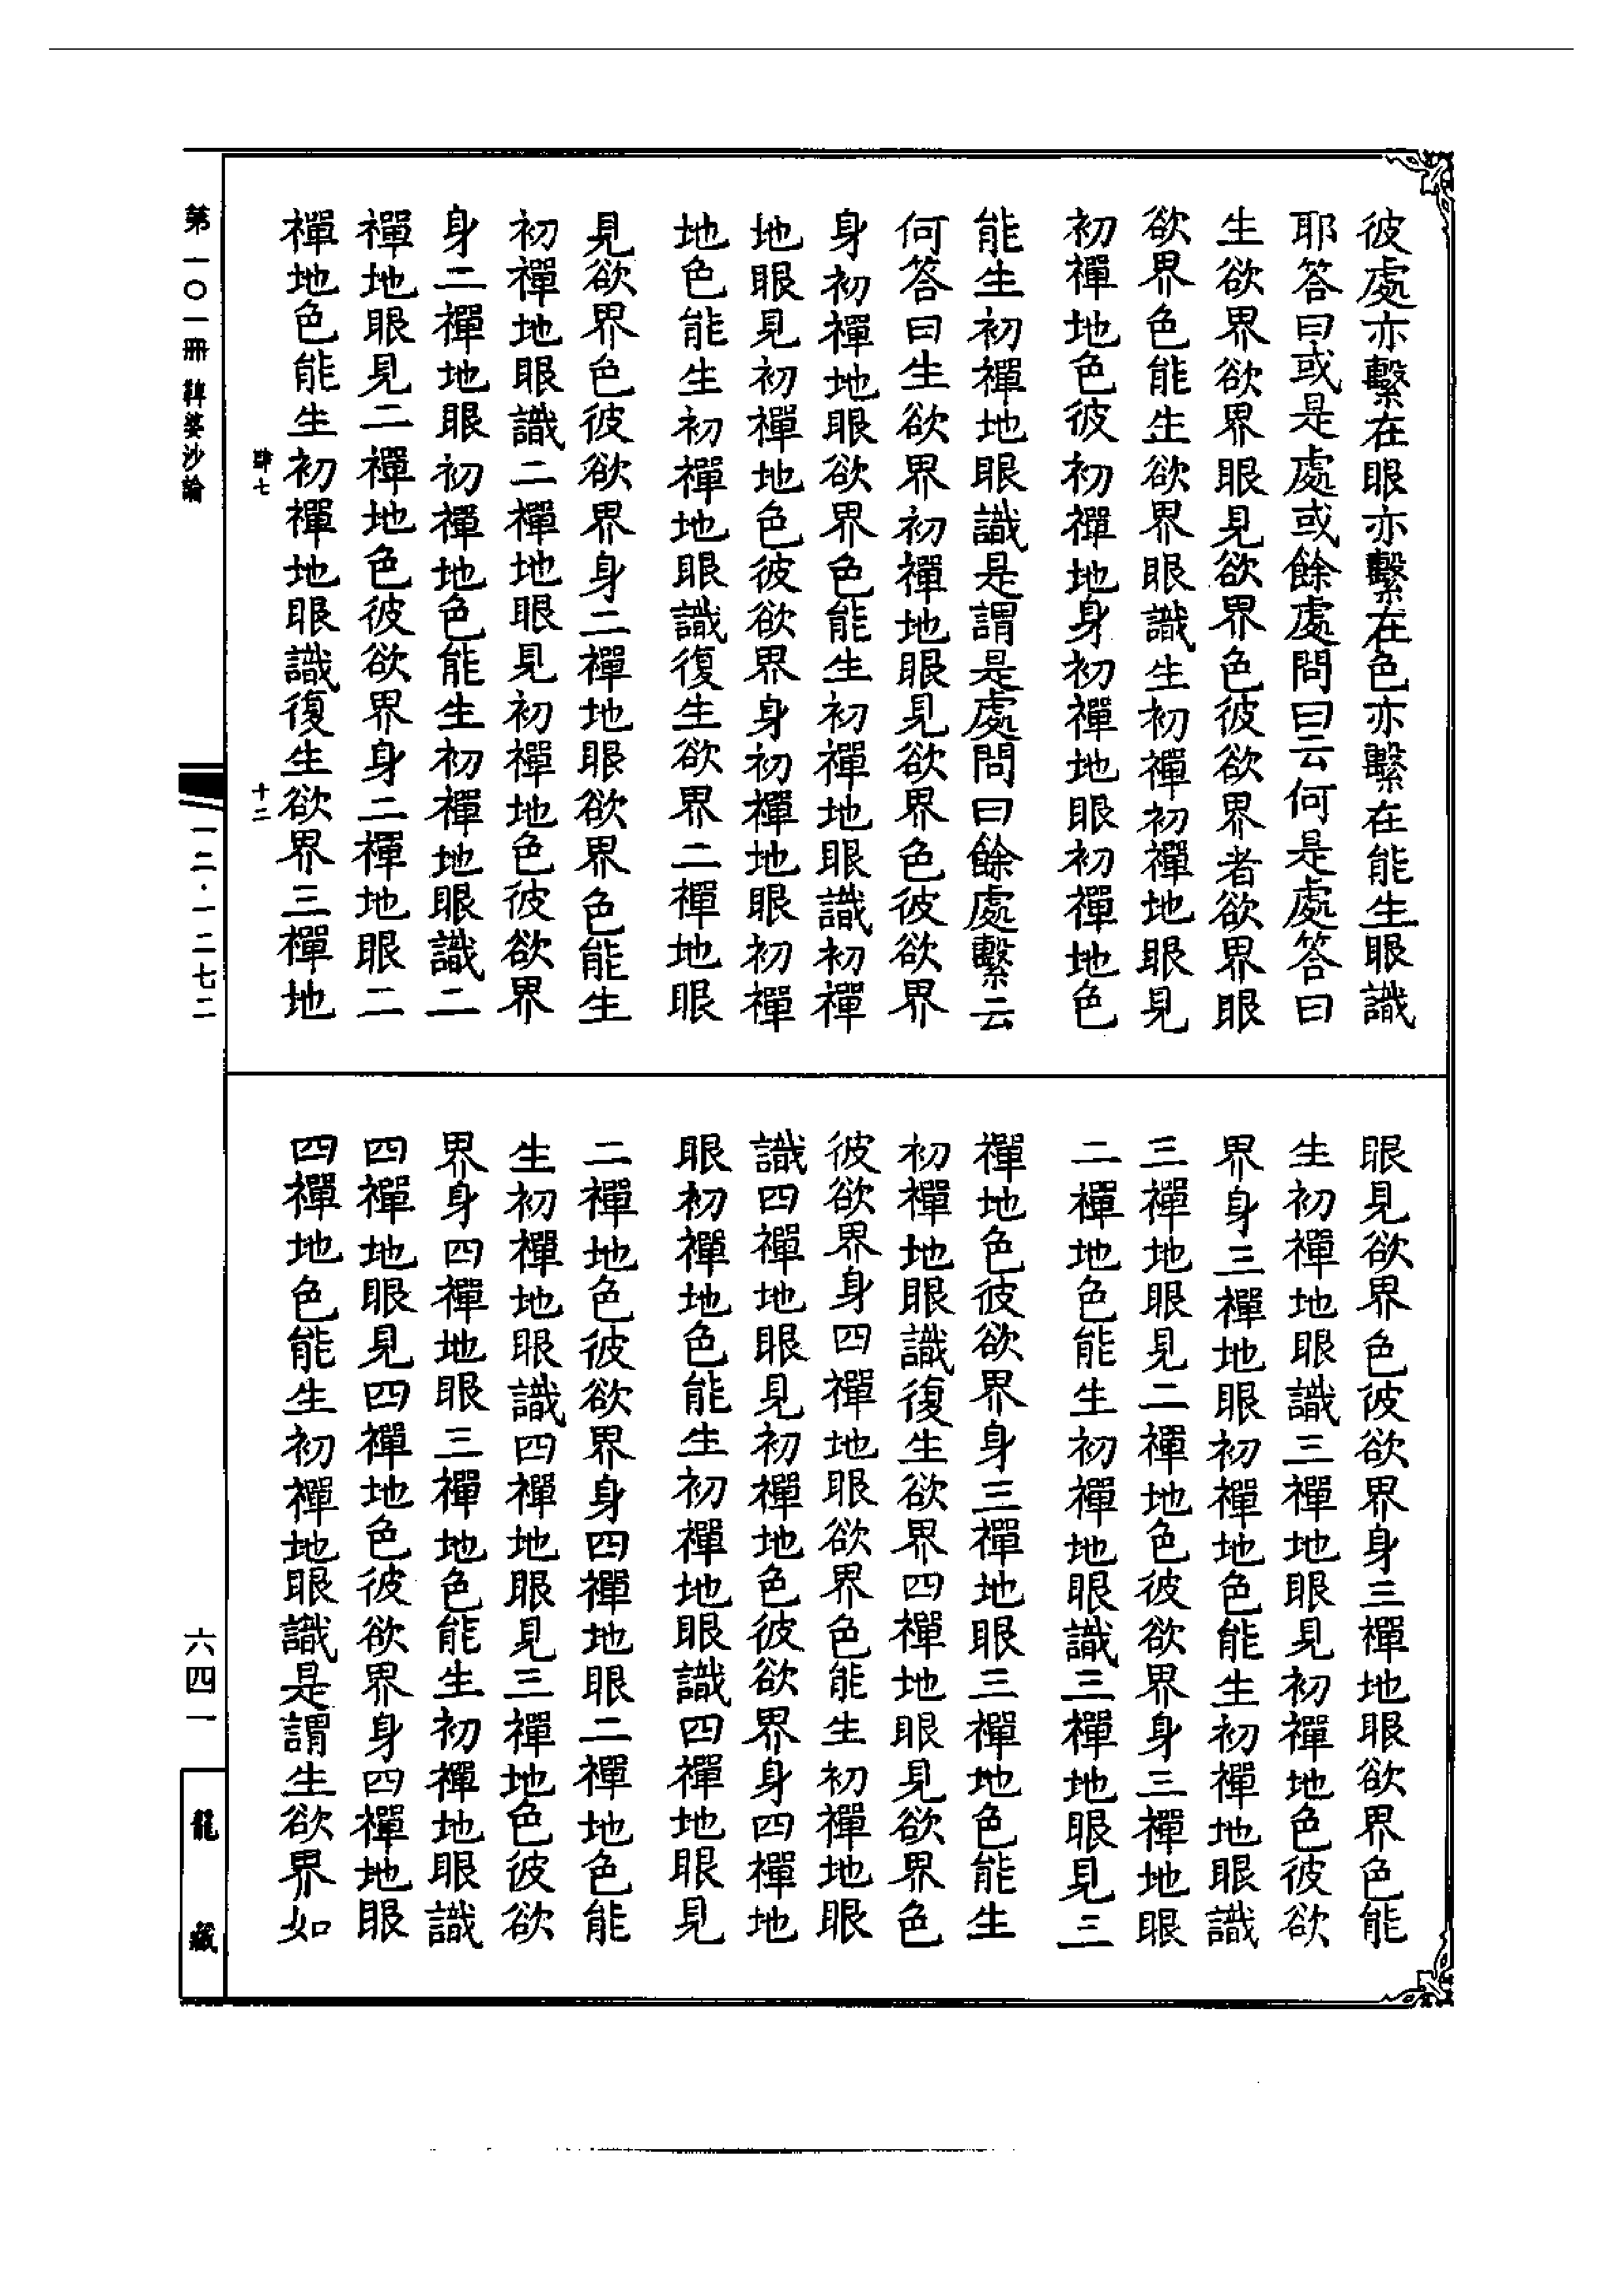 彼處亦繫在眼亦繫在色亦繫在能生眼識
耶答曰或是處或餘處問曰云何是處答曰
生欲界欲界眼見欲界色彼欲界者欲界眼
欲界色能生欲界眼識生初禪初禪地眼見
初禪地色彼初禪地身初禪地眼初禪地色
能生初禪地眼識是謂是處問曰餘處繫云
何答曰生欲界初禪地眼見欲界色彼欲界
身初禪地眼欲界色能生初禪地眼識初禪
地眼見初禪地色彼欲界身初禪地眼初禪
地色能生初禪地眼識復生欲界二禪地眼
見欲界色彼欲界身二禪地眼欲界色能生
初禪地眼識二禪地眼見初禪地色彼欲界
身二禪地眼初禪地色能生初禪地眼識二
禪地眼見二禪地色彼欲界身二禪地眼二
禪地色能生初禪地眼識復生欲界三禪地
肆七 十二
眼見欲界色彼欲界身三禪地眼欲界色能
生初禪地眼識三禪地眼見初禪地色彼欲
界身三禪地眼初禪地色能生初禪地眼識
三禪地眼見二禪地色彼欲界身三禪地眼
二禪地色能生初禪地眼識三禪地眼見三
禪地色彼欲界身三禪地眼三禪地色能生
初禪地眼識復生欲界四禪地眼見欲界色
彼欲界身四禪地眼欲界色能生初禪地眼
識四禪地眼見初禪地色彼欲界身四禪地
眼初禪地色能生初禪地眼識四禪地眼見
二禪地色彼欲界身四禪地眼二禪地色能
生初禪地眼識四禪地眼見三禪地色彼欲
界身四禪地眼三禪地色能生初禪地眼識
四禪地眼見四禪地色彼欲界身四禪地眼
四禪地色能生初禪地眼識是謂生欲界如
第一〇一冊 鞞婆沙論
一二·一二七二
六四一
龍藏